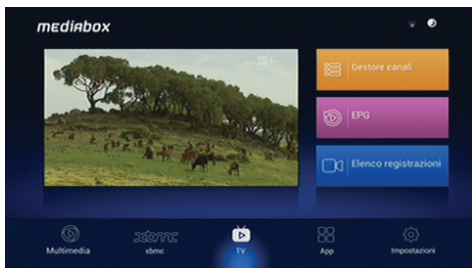 mediabox
Gestore canali
EPG
Elenco registrazioni
xbmc
Multimedia
xbmc
TV
App
Impostazioni